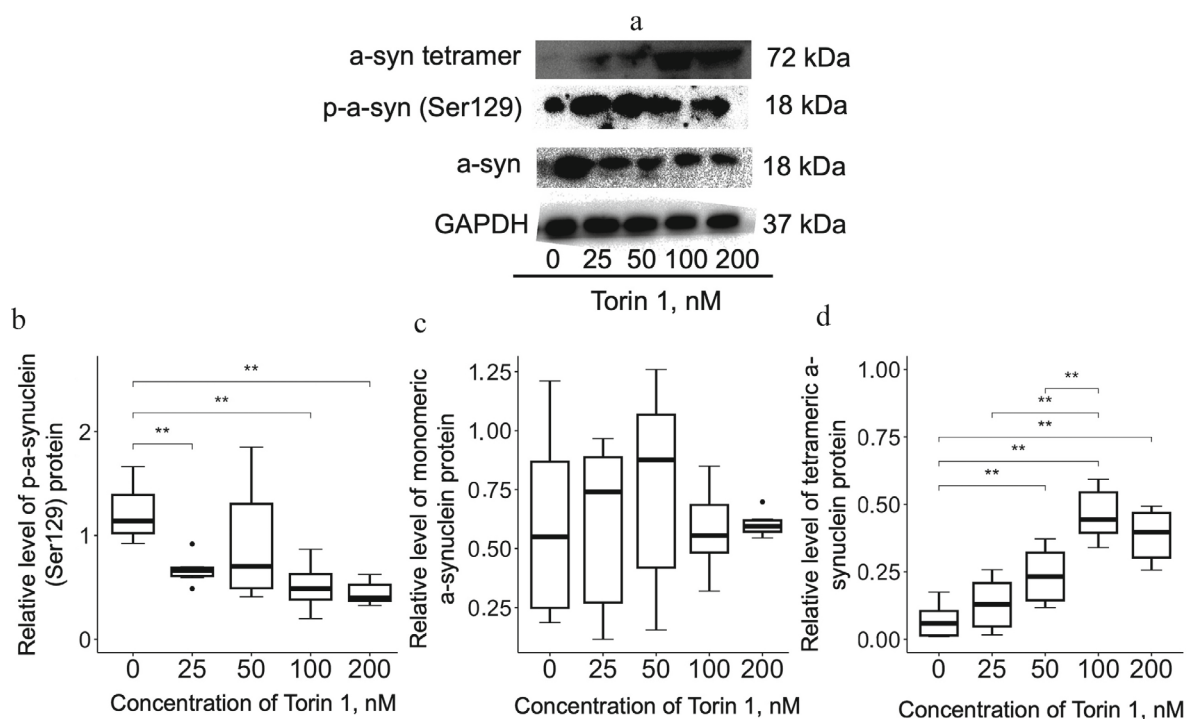 a
a-syn tetramer 72 kDa
p-a-syn (Ser129) 18 kDa
a-syn 18 kDa
GAPDH 37 kDa
0 25 50 100 200
Torin 1, nM
b
Relative level of p-a-synuclein
(Ser129) protein
2
1
0
** ** **
0 25 50 100 200
Concentration of Torin 1, nM
c
Relative level of monomeric
a-synuclein protein
1.25
1.00
0.75
0.50
0.25
0 25 50 100 200
Concentration of Torin 1, nM
d
Relative level of tetrameric a-
synuclein protein
1.00
0.75
0.50
0.25
0.00
** ** ** ** **
0 25 50 100 200
Concentration of Torin 1, nM